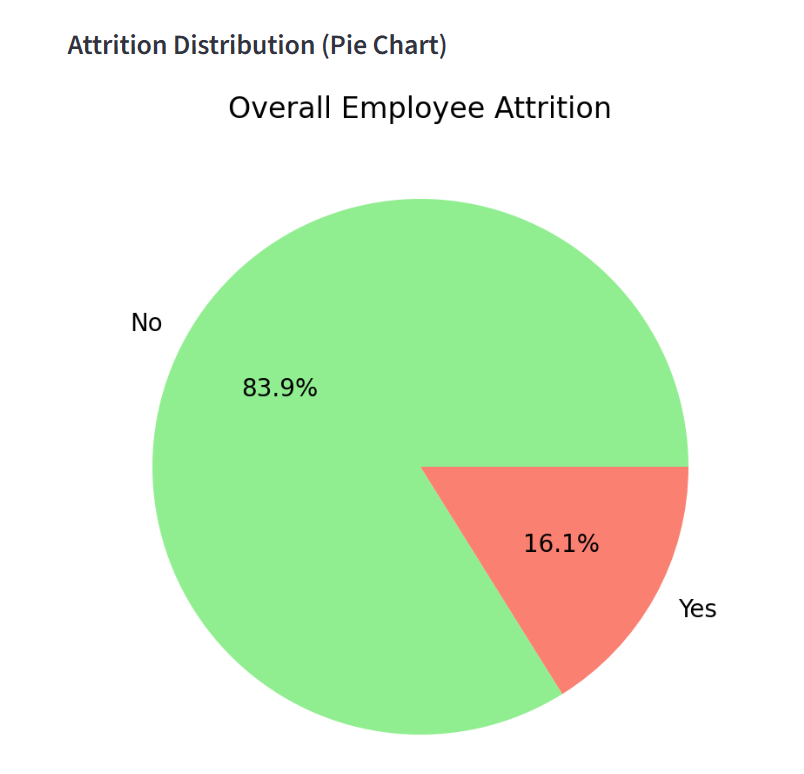 Attrition Distribution (Pie Chart)
Overall Employee Attrition
No
83.9%
16.1%
Yes